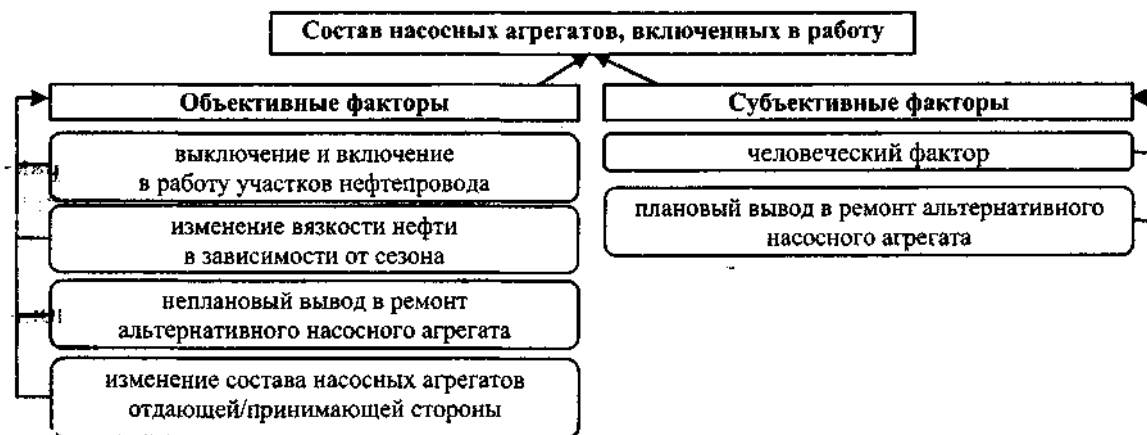 Состав насосных агрегатов, включенных в работу
Объективные факторы
выключение и включение
в работу участков нефтепровода
изменение вязкости нефти
в зависимости от сезона
неплановый вывод в ремонт
альтернативного насосного агрегата
изменение состава насосных агрегатов
отдающей/принимающей стороны
Субъективные факторы
человеческий фактор
плановый вывод в ремонт альтернативного
насосного агрегата